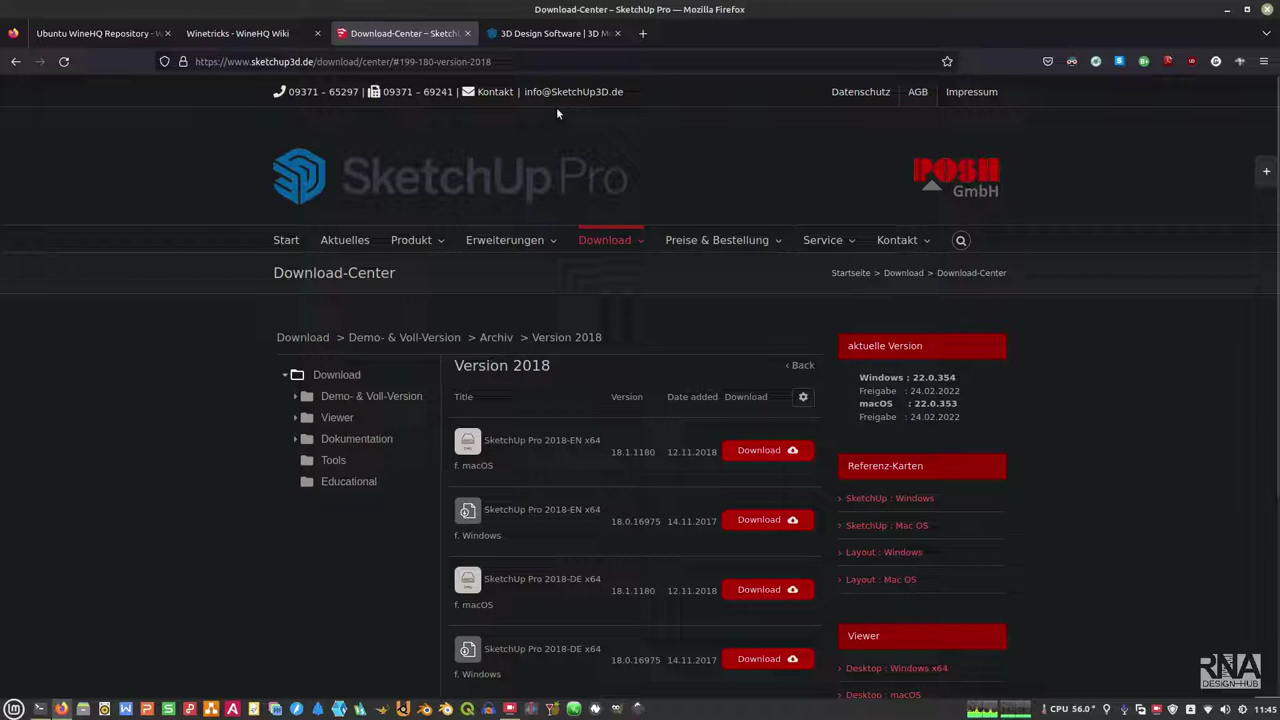 Download-Center – SketchUp Pro — Mozilla Firefox
Ubuntu WineHQ Repository - W
Winetricks - WineHQ Wiki
Download-Center – SketchU
3D Design Software | 3D Mo
https://www.sketchup3d.de/download/center/#199-180-version-2018
09371 – 65297 | 09371 – 69241 | Kontakt | info@SketchUp3D.de
Datenschutz AGB Impressum
SketchUp Pro
POSH
GmbH
Start Aktuelles Produkt Erweiterungen Download Preise & Bestellung Service Kontakt
Download-Center
Startseite > Download > Download-Center
Download > Demo- & Voll-Version > Archiv > Version 2018
Download
Demo- & Voll-Version
Viewer
Dokumentation
Tools
Educational
Version 2018
‹ Back
Title Version Date added Download
SketchUp Pro 2018-EN x64
f. macOS
18.1.1180 12.11.2018 Download
SketchUp Pro 2018-EN x64
f. Windows
18.0.16975 14.11.2017 Download
SketchUp Pro 2018-DE x64
f. macOS
18.1.1180 12.11.2018 Download
SketchUp Pro 2018-DE x64
f. Windows
18.0.16975 14.11.2017 Download
aktuelle Version
Windows : 22.0.354
Freigabe : 24.02.2022
macOS : 22.0.353
Freigabe : 24.02.2022
Referenz-Karten
SketchUp : Windows
SketchUp : Mac OS
Layout : Windows
Layout : Mac OS
Viewer
Desktop : Windows x64
Desktop : macOS
RNA
DESIGN-HUB
CPU 56.0°
11:45